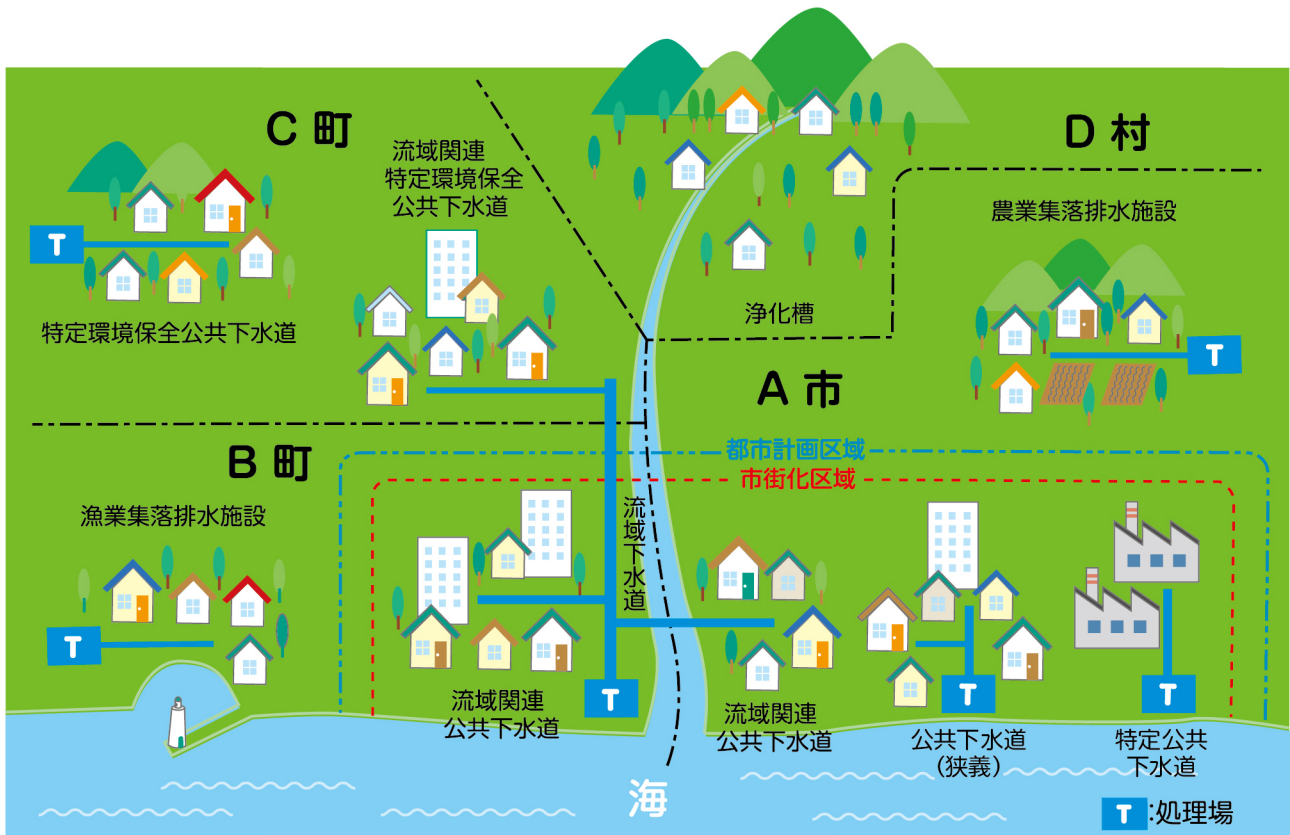 C 町
流域関連
特定環境保全
公共下水道
D 村
農業集落排水施設
T
特定環境保全公共下水道
浄化槽
T
A 市
B 町
都市計画区域
市街化区域
漁業集落排水施設
流域下水道
T
T
T
T
流域関連
公共下水道
流域関連
公共下水道
公共下水道
(狭義)
特定公共
下水道
海
T :処理場